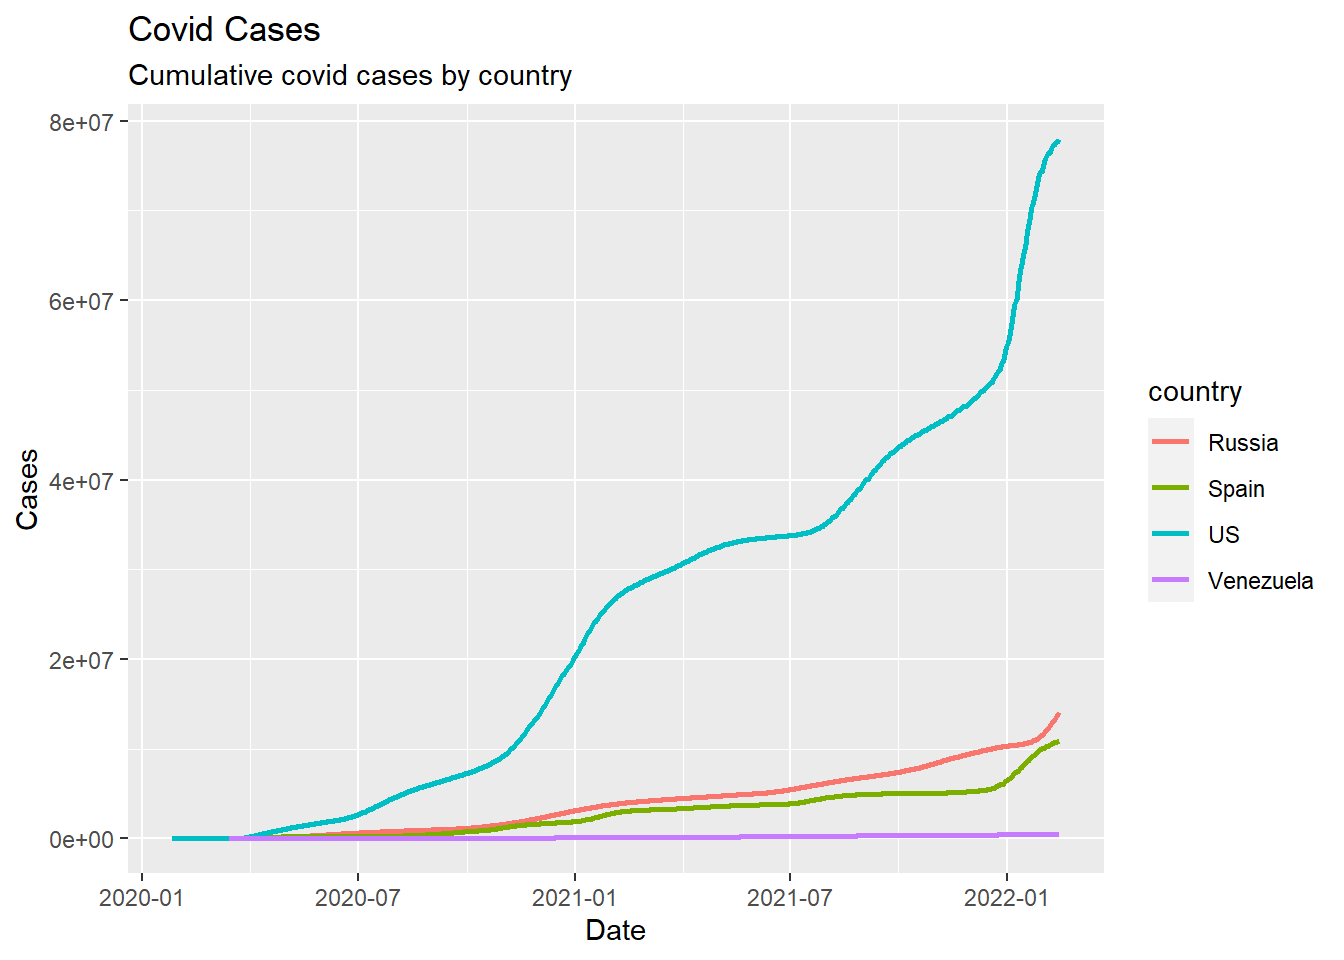 Covid Cases
Cumulative covid cases by country
8e+07
6e+07
4e+07
2e+07
0e+00
Cases
2020-01
2020-07
2021-01
2021-07
2022-01
Date
country
Russia
Spain
US
Venezuela